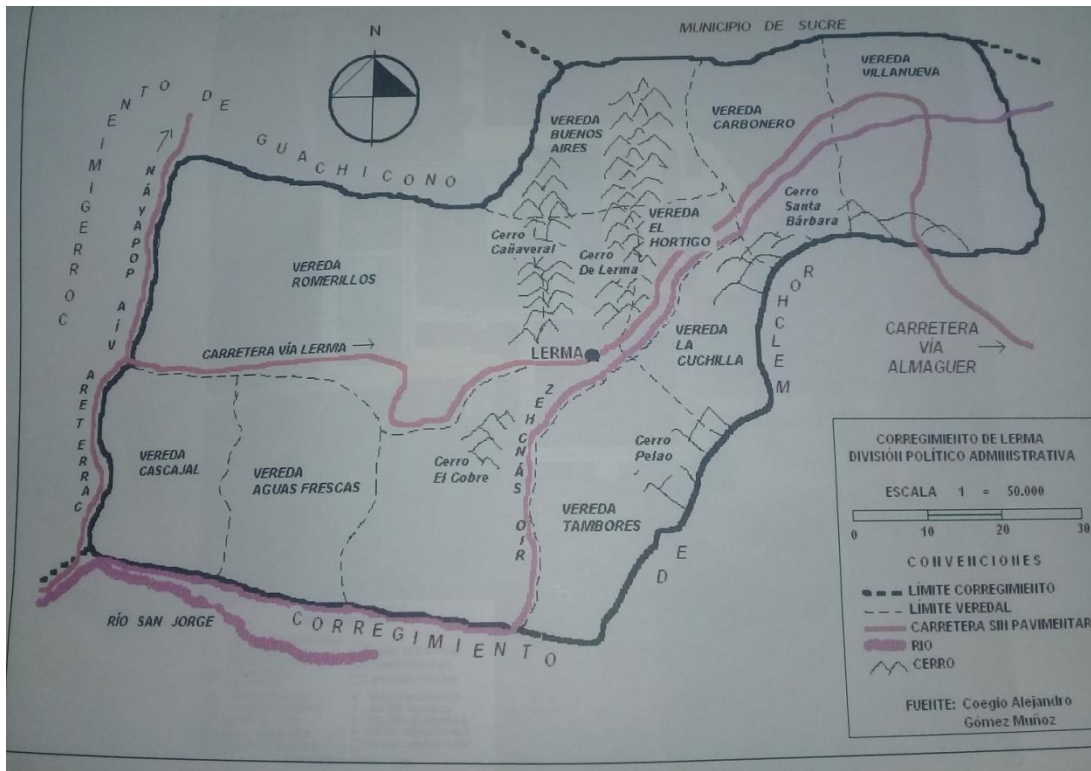 MUNICIPIO DE SUCRE
N
CORREGIMIENTO DE GUACHICONO
CARRETERA VÍA POPAYÁN
VEREDA
VILLANUEVA
VEREDA
CARBONERO
VEREDA
BUENOS
AIRES
Cerro
Santa
Bárbara
VEREDA
EL
HORTIGO
Cerro
Cañaveral
Cerro
De Lerma
VEREDA
ROMERILLOS
CARRETERA VÍA LERMA
LERMA
VEREDA
LA
CUCHILLA
CARRETERA
VÍA
ALMAGUER
VEREDA
CASCAJAL
VEREDA
AGUAS FRESCAS
Cerro
El Cobre
RIO SÁNCHEZ
Cerro
Pelao
VEREDA
TAMBORES
RÍO SAN JORGE
CORREGIMIENTO DE MELCHOR
CORREGIMIENTO DE LERMA
DIVISIÓN POLÍTICO ADMINISTRATIVA
ESCALA 1 = 50.000
0 10 20 30
CONVENCIONES
LÍMITE CORREGIMIENTO
LÍMITE VEREDAL
CARRETERA SIN PAVIMENTAR
RIO
CERRO
FUENTE: Coegio Alejandro
Gómez Muñoz